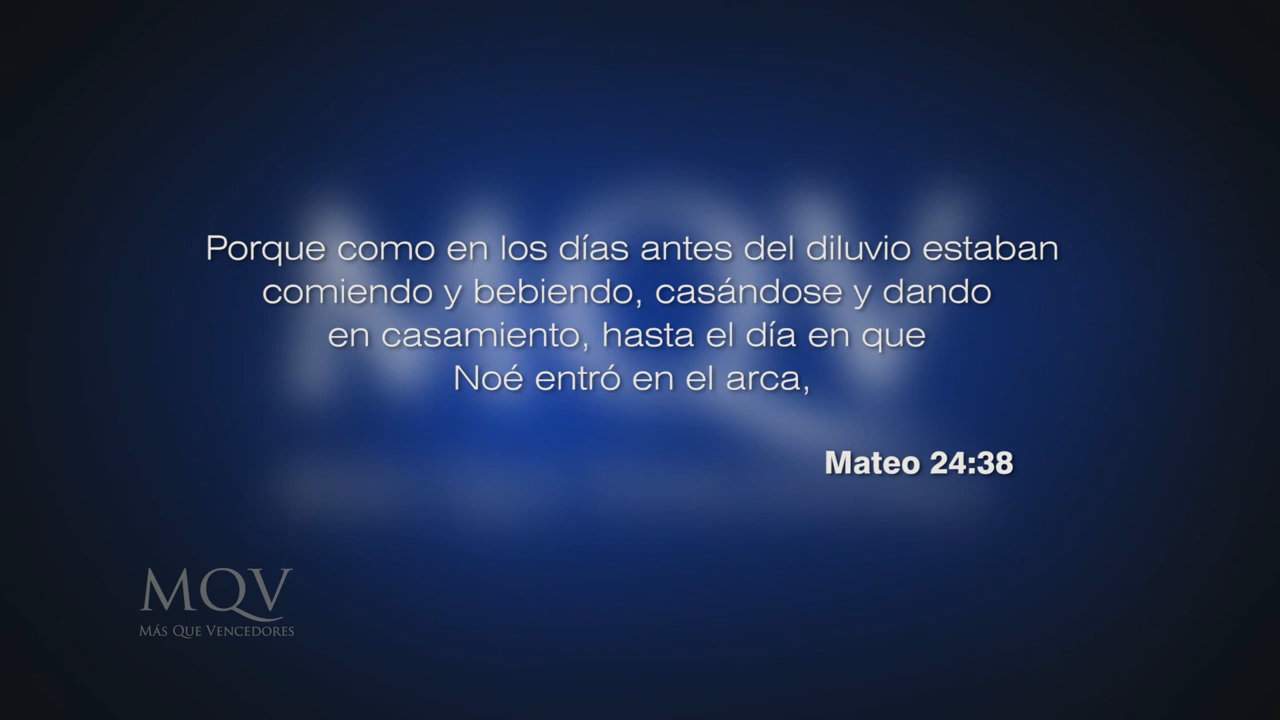 Porque como en los días antes del diluvio estaban
comiendo y bebiendo, casándose y dando
en casamiento, hasta el día en que
Noé entró en el arca,
Mateo 24:38
MQV
MÁS QUE VENCEDORES